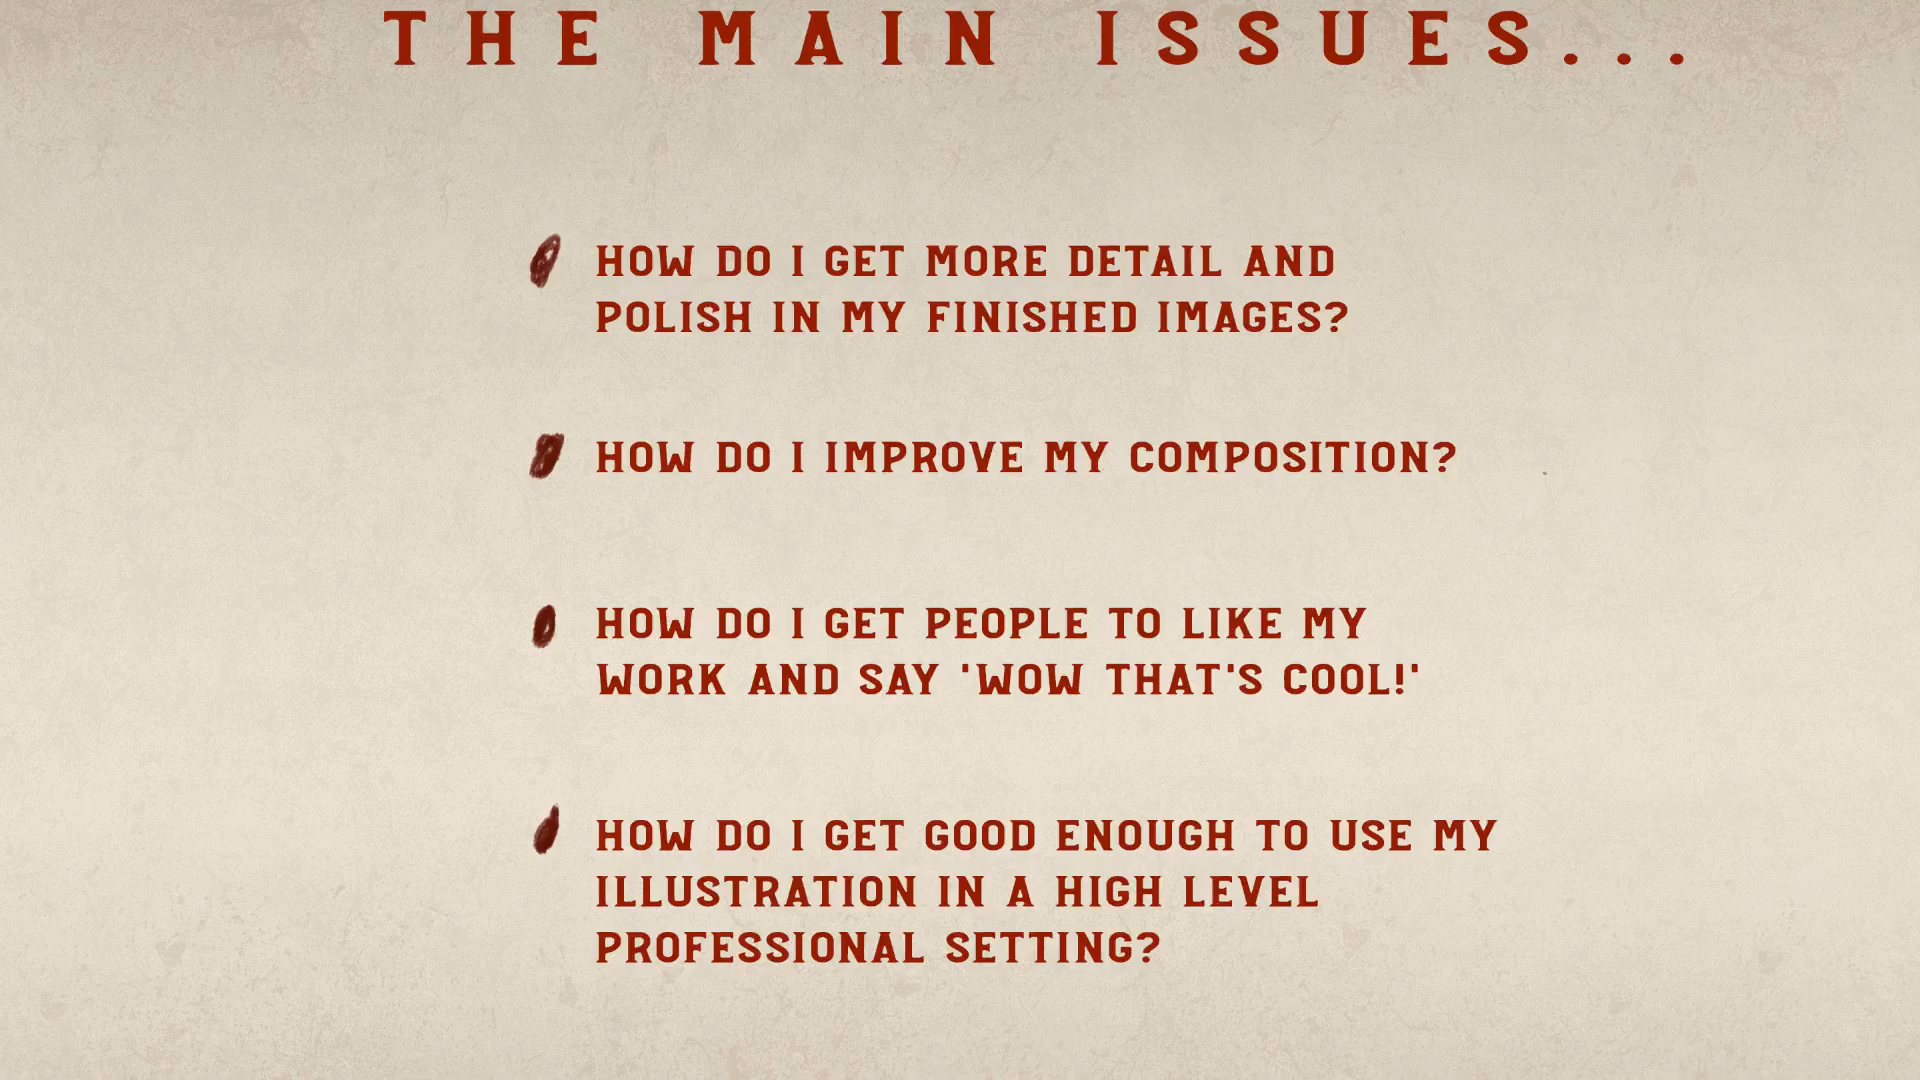 THE MAIN ISSUES...
HOW DO I GET MORE DETAIL AND
POLISH IN MY FINISHED IMAGES?
HOW DO I IMPROVE MY COMPOSITION?
HOW DO I GET PEOPLE TO LIKE MY
WORK AND SAY 'WOW THAT'S COOL!'
HOW DO I GET GOOD ENOUGH TO USE MY
ILLUSTRATION IN A HIGH LEVEL
PROFESSIONAL SETTING?